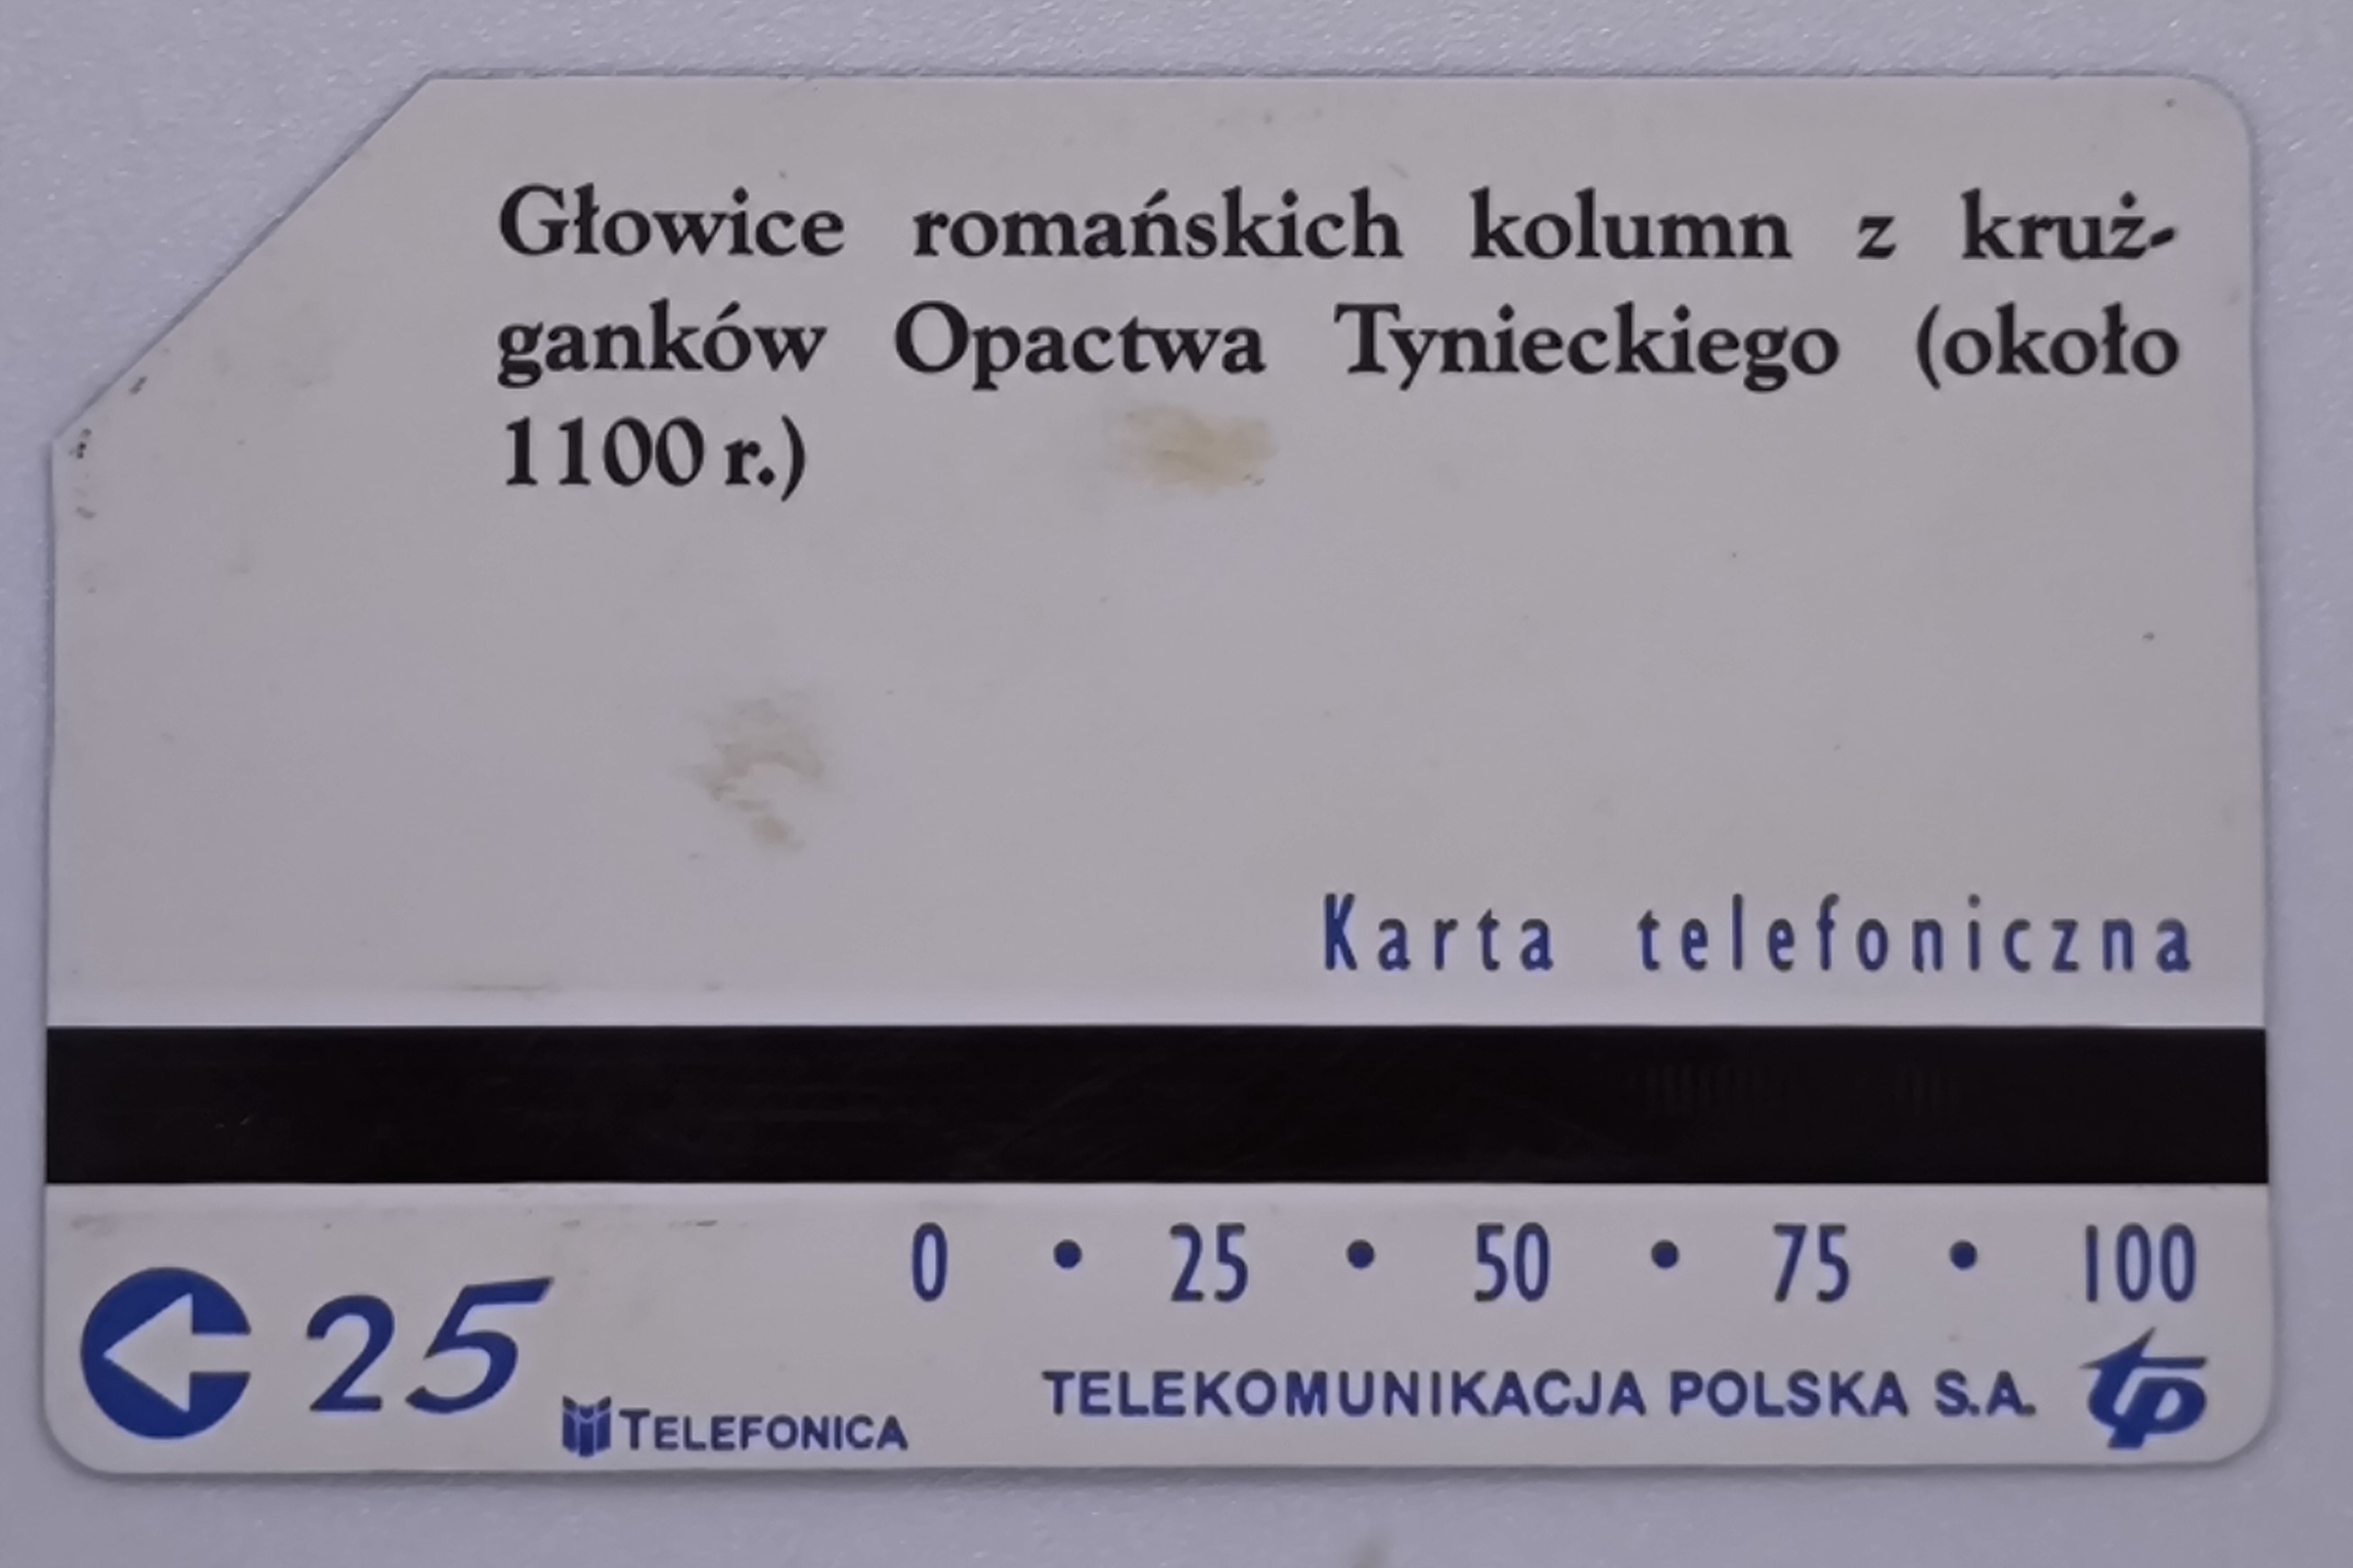 Głowice romańskich kolumn z kruż-
ganków Opactwa Tynieckiego (około
1100 r.)
Karta telefoniczna
0 • 25 • 50 • 75 • 100
25
TELEFONICA
TELEKOMUNIKACJA POLSKA S.A. tp